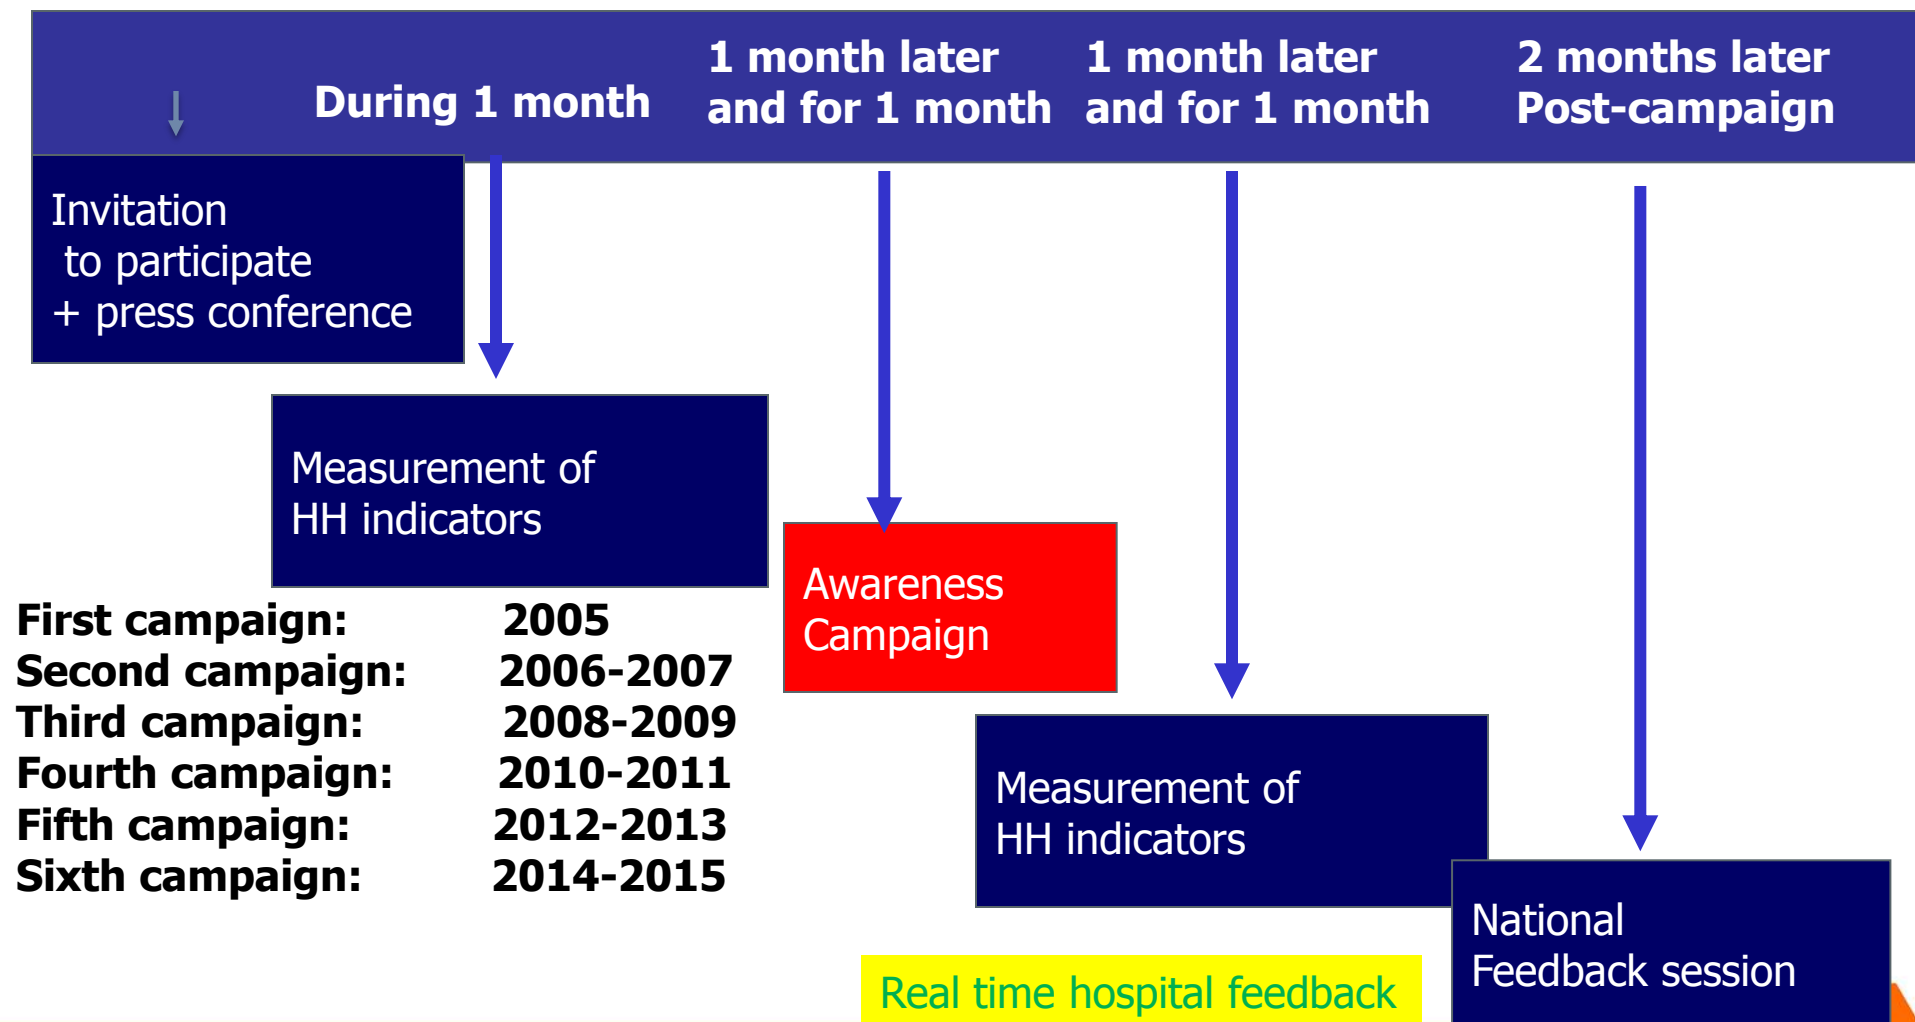 During 1 month
1 month later
and for 1 month
1 month later
and for 1 month
2 months later
Post-campaign
Invitation
to participate
+ press conference
Measurement of
HH indicators
Awareness
Campaign
First campaign: 2005
Second campaign: 2006-2007
Third campaign: 2008-2009
Fourth campaign: 2010-2011
Fifth campaign: 2012-2013
Sixth campaign: 2014-2015
Measurement of
HH indicators
National
Feedback session
Real time hospital feedback